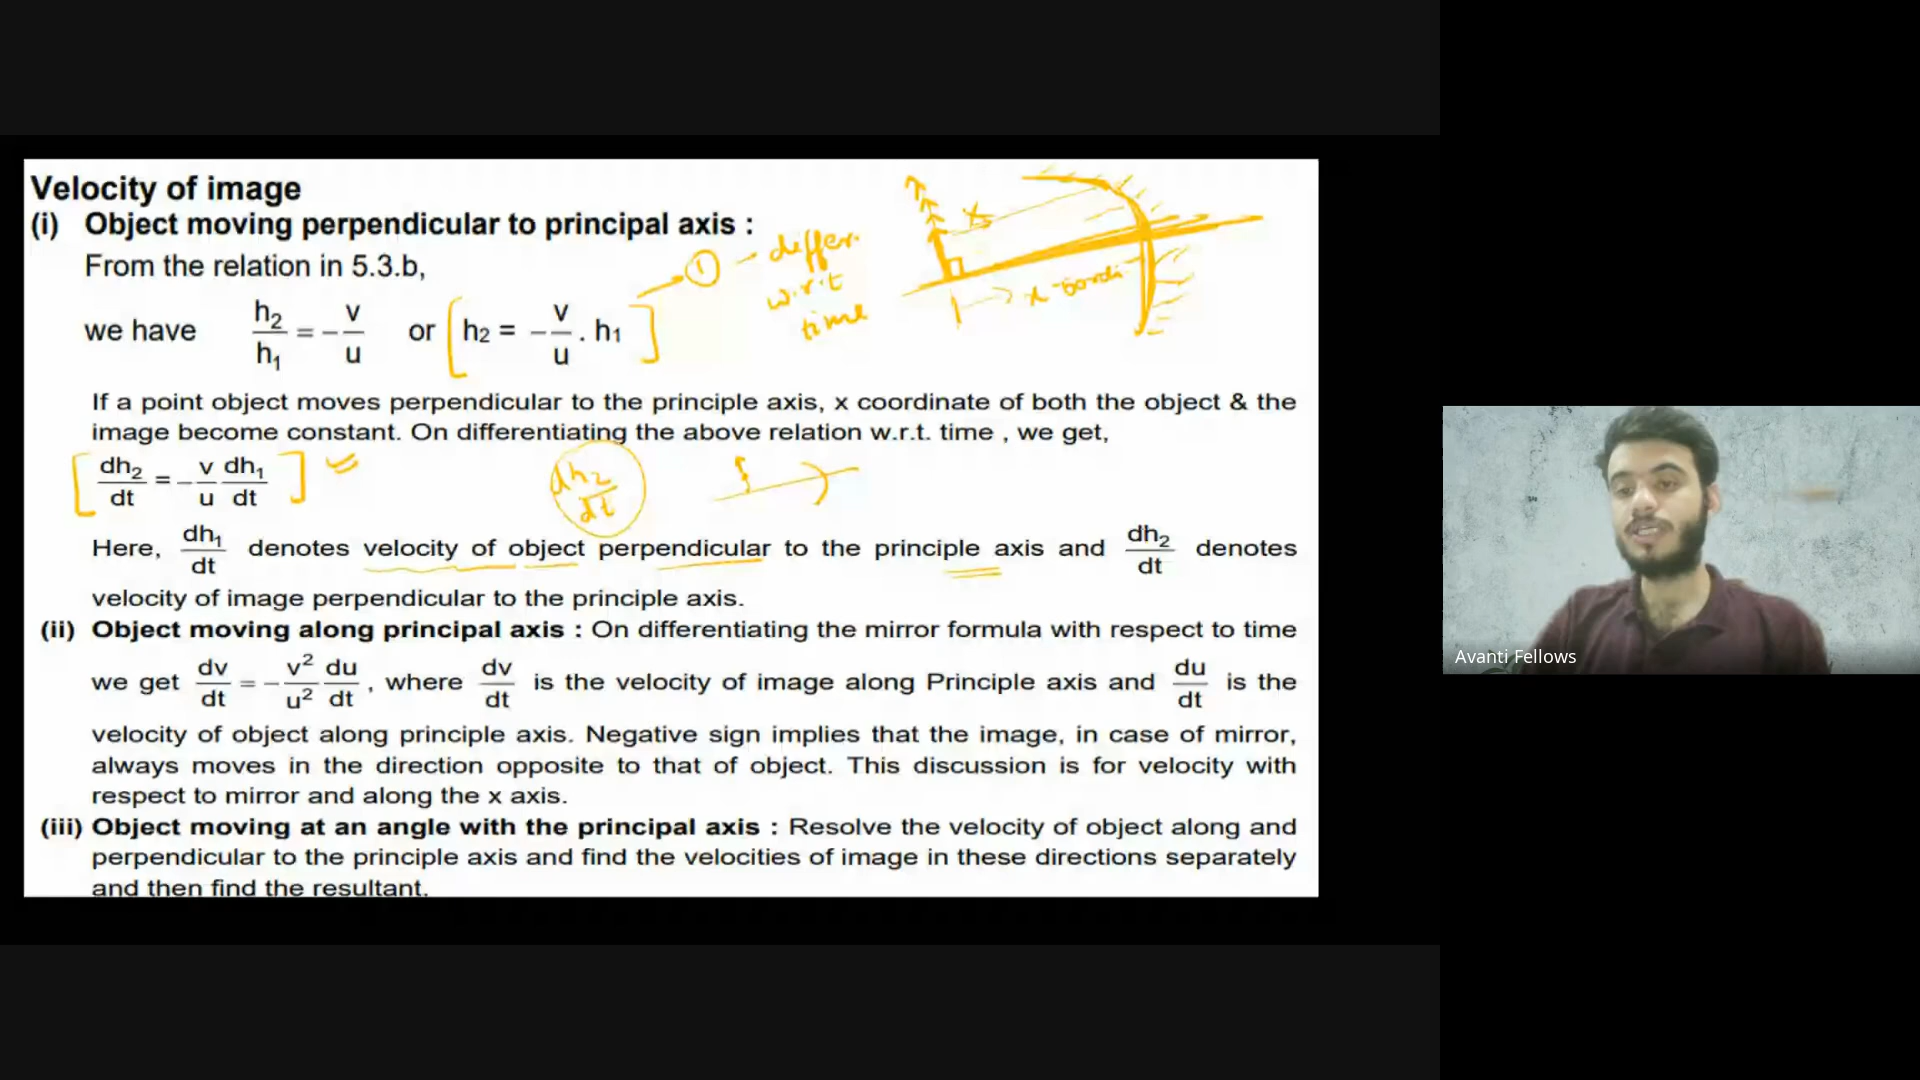 Velocity of image
(i) Object moving perpendicular to principal axis :
From the relation in 5.3.b,
we have h₂/h₁ = − v/u or h₂ = − v/u . h₁
① – differ.
w.r.t
time
x
x-coordi
If a point object moves perpendicular to the principle axis, x coordinate of both the object & the
image become constant. On differentiating the above relation w.r.t. time , we get,
dh₂/dt = − v/u dh₁/dt
dh₂/dt
Here, dh₁/dt denotes velocity of object perpendicular to the principle axis and dh₂/dt denotes
velocity of image perpendicular to the principle axis.
(ii) Object moving along principal axis : On differentiating the mirror formula with respect to time
we get dv/dt = − v²/u² du/dt , where dv/dt is the velocity of image along Principle axis and du/dt is the
velocity of object along principle axis. Negative sign implies that the image, in case of mirror,
always moves in the direction opposite to that of object. This discussion is for velocity with
respect to mirror and along the x axis.
(iii) Object moving at an angle with the principal axis : Resolve the velocity of object along and
perpendicular to the principle axis and find the velocities of image in these directions separately
and then find the resultant.
Avanti Fellows